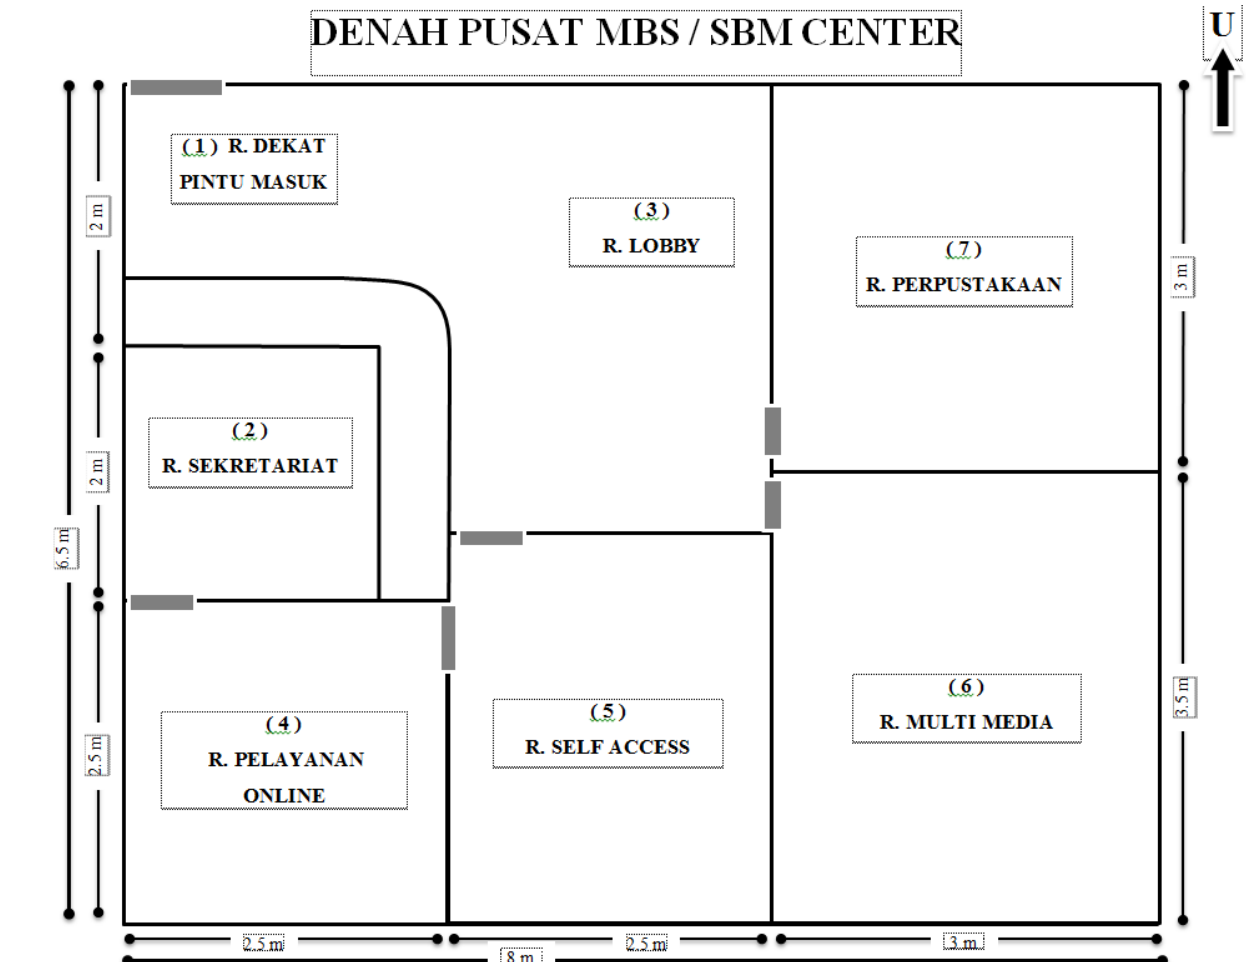 DENAH PUSAT MBS / SBM CENTER
U
( 1 ) R. DEKAT
PINTU MASUK
( 3 )
R. LOBBY
( 7 )
R. PERPUSTAKAAN
2 m
3 m
( 2 )
R. SEKRETARIAT
2 m
6.5 m
( 6 )
R. MULTI MEDIA
3.5 m
( 5 )
R. SELF ACCESS
( 4 )
R. PELAYANAN
ONLINE
2.5 m
2.5 m
2.5 m
3 m
8 m